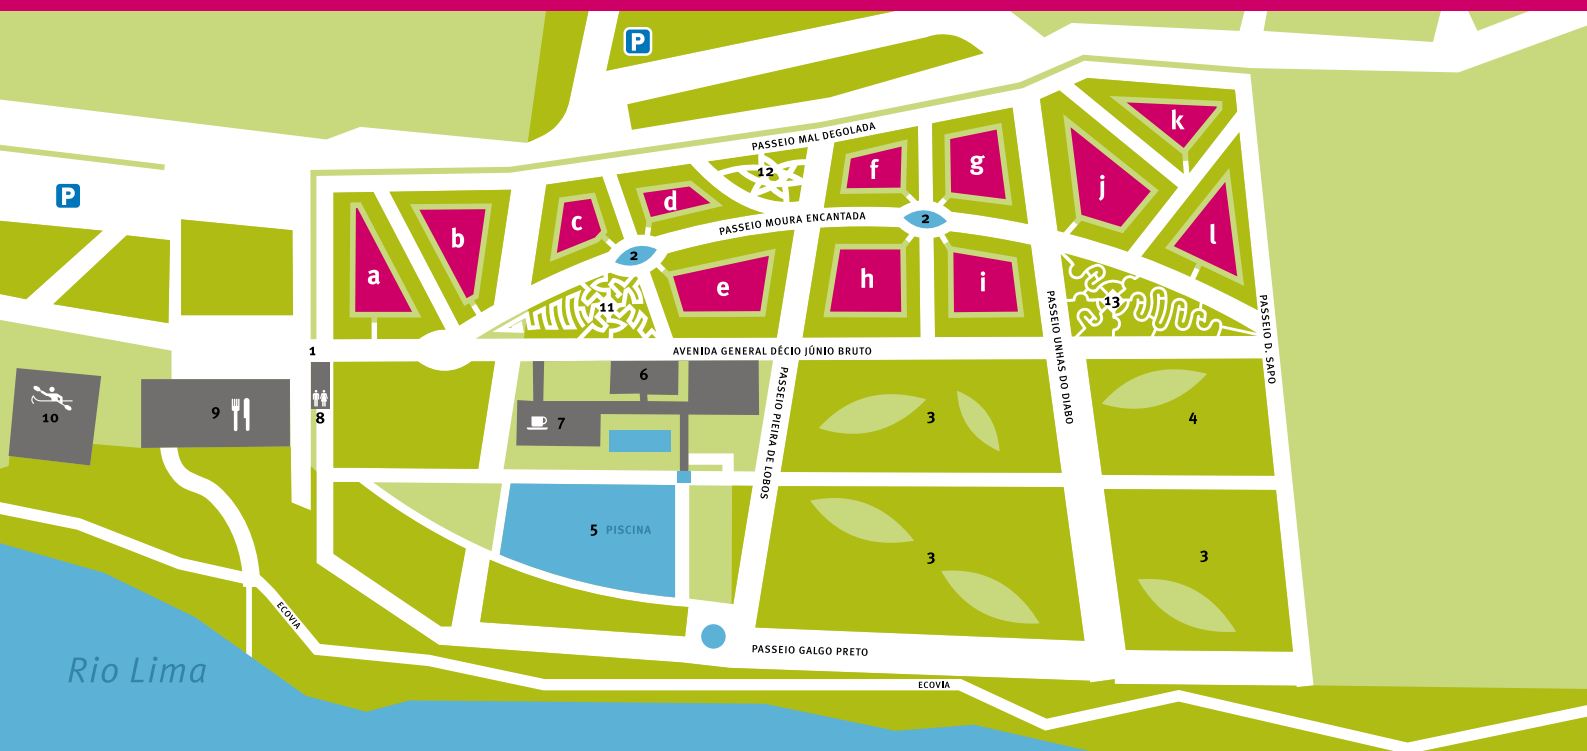 P
k
PASSEIO MAL DEGOLADA
12
f
g
j
P
c
d
PASSEIO MOURA ENCANTADA
2
b
l
2
a
e
h
i
11
13
PASSEIO UNHAS DO DIABO
PASSEIO D. SAPO
1
AVENIDA GENERAL DÉCIO JÚNIO BRUTO
6
PASSEIO PIEIRA DE LOBOS
10
9
8
7
3
4
5 PISCINA
3
3
ECOVIA
Rio Lima
PASSEIO GALGO PRETO
ECOVIA